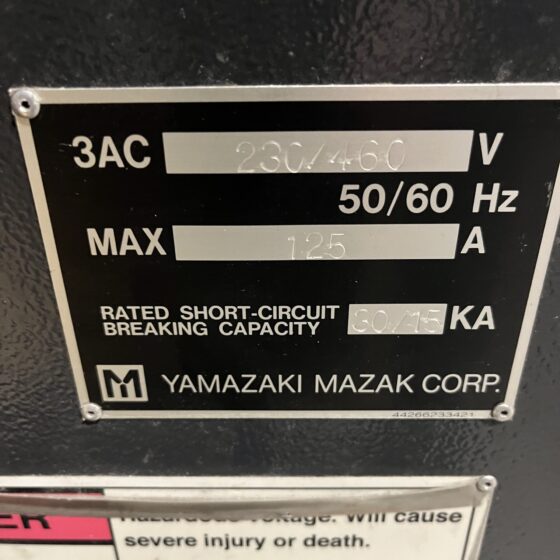 3AC 230/460 V
50/60 Hz
MAX 125 A
RATED SHORT-CIRCUIT
BREAKING CAPACITY 30/15 KA
YAMAZAKI MAZAK CORP.
44266233421
ER
Hazardous voltage. Will cause
severe injury or death.